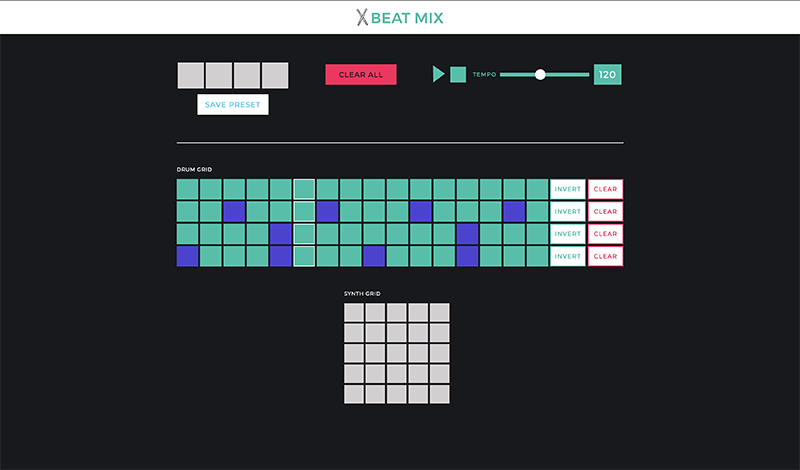 BEAT MIX
CLEAR ALL
TEMPO
120
SAVE PRESET
DRUM GRID
INVERT CLEAR
INVERT CLEAR
INVERT CLEAR
INVERT CLEAR
SYNTH GRID